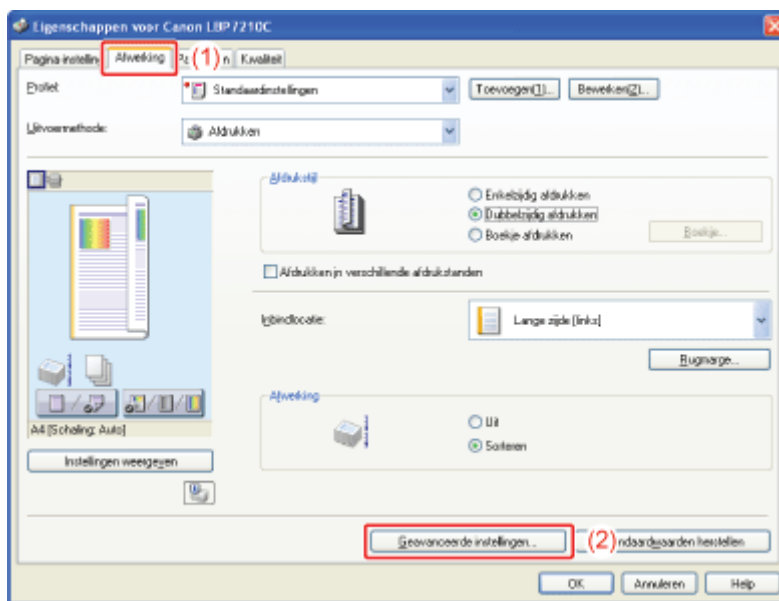 Eigenschappen voor Canon LBP7210C
Pagina-instellin Afwerking (1) n Kwaliteit
Profiel: Standaardinstellingen Toevoegen(1)... Bewerken(2)...
Uitvoermethode: Afdrukken
Afdrukstijl
Enkelzijdig afdrukken
Dubbelzijdig afdrukken
Boekje afdrukken Boekje...
Afdrukken in verschillende afdrukstanden
Inbindlocatie: Lange zijde [links]
Rugmarge...
Afwerking
Uit
Sorteren
A4 [Schaling: Auto]
Instellingen weergeven
Geavanceerde instellingen... (2) ndaardwaarden herstellen
OK Annuleren Help